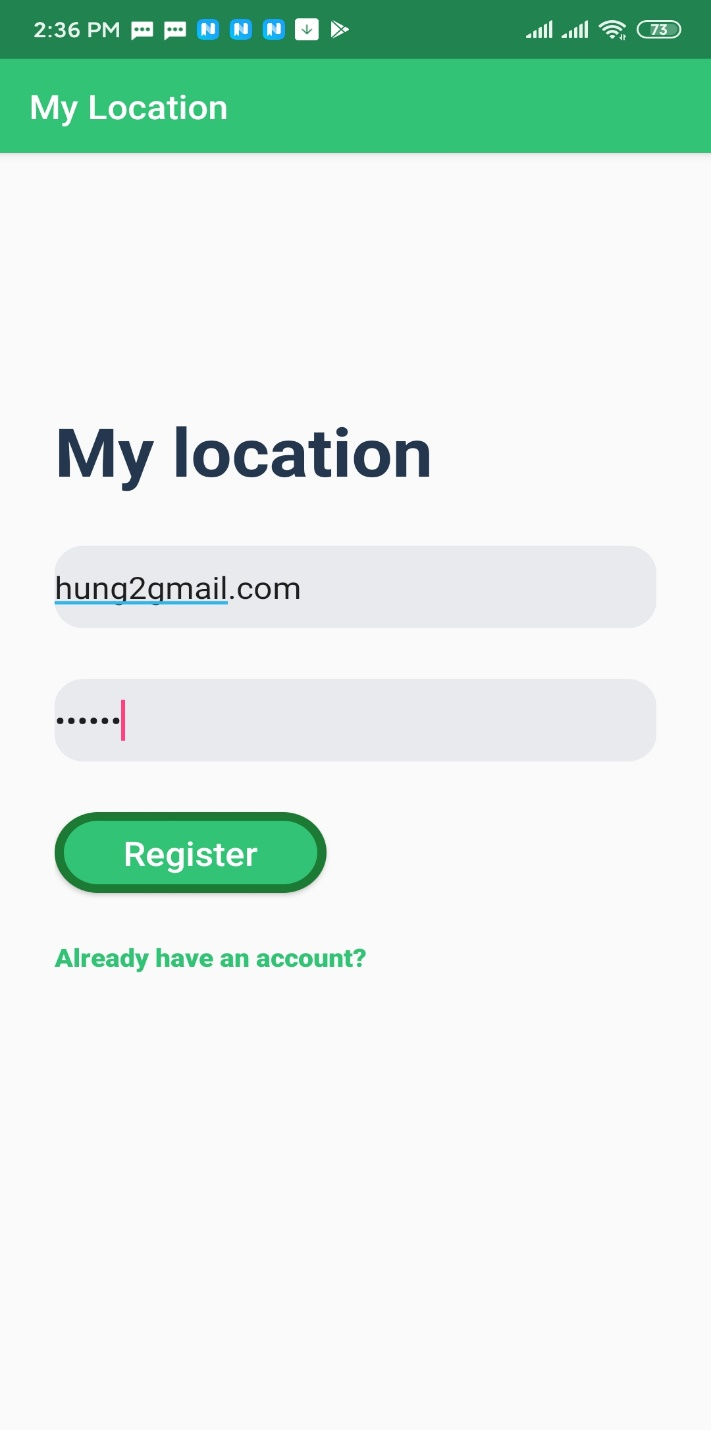 2:36 PM
73
My Location
My location
hung2gmail.com
••••••
Register
Already have an account?